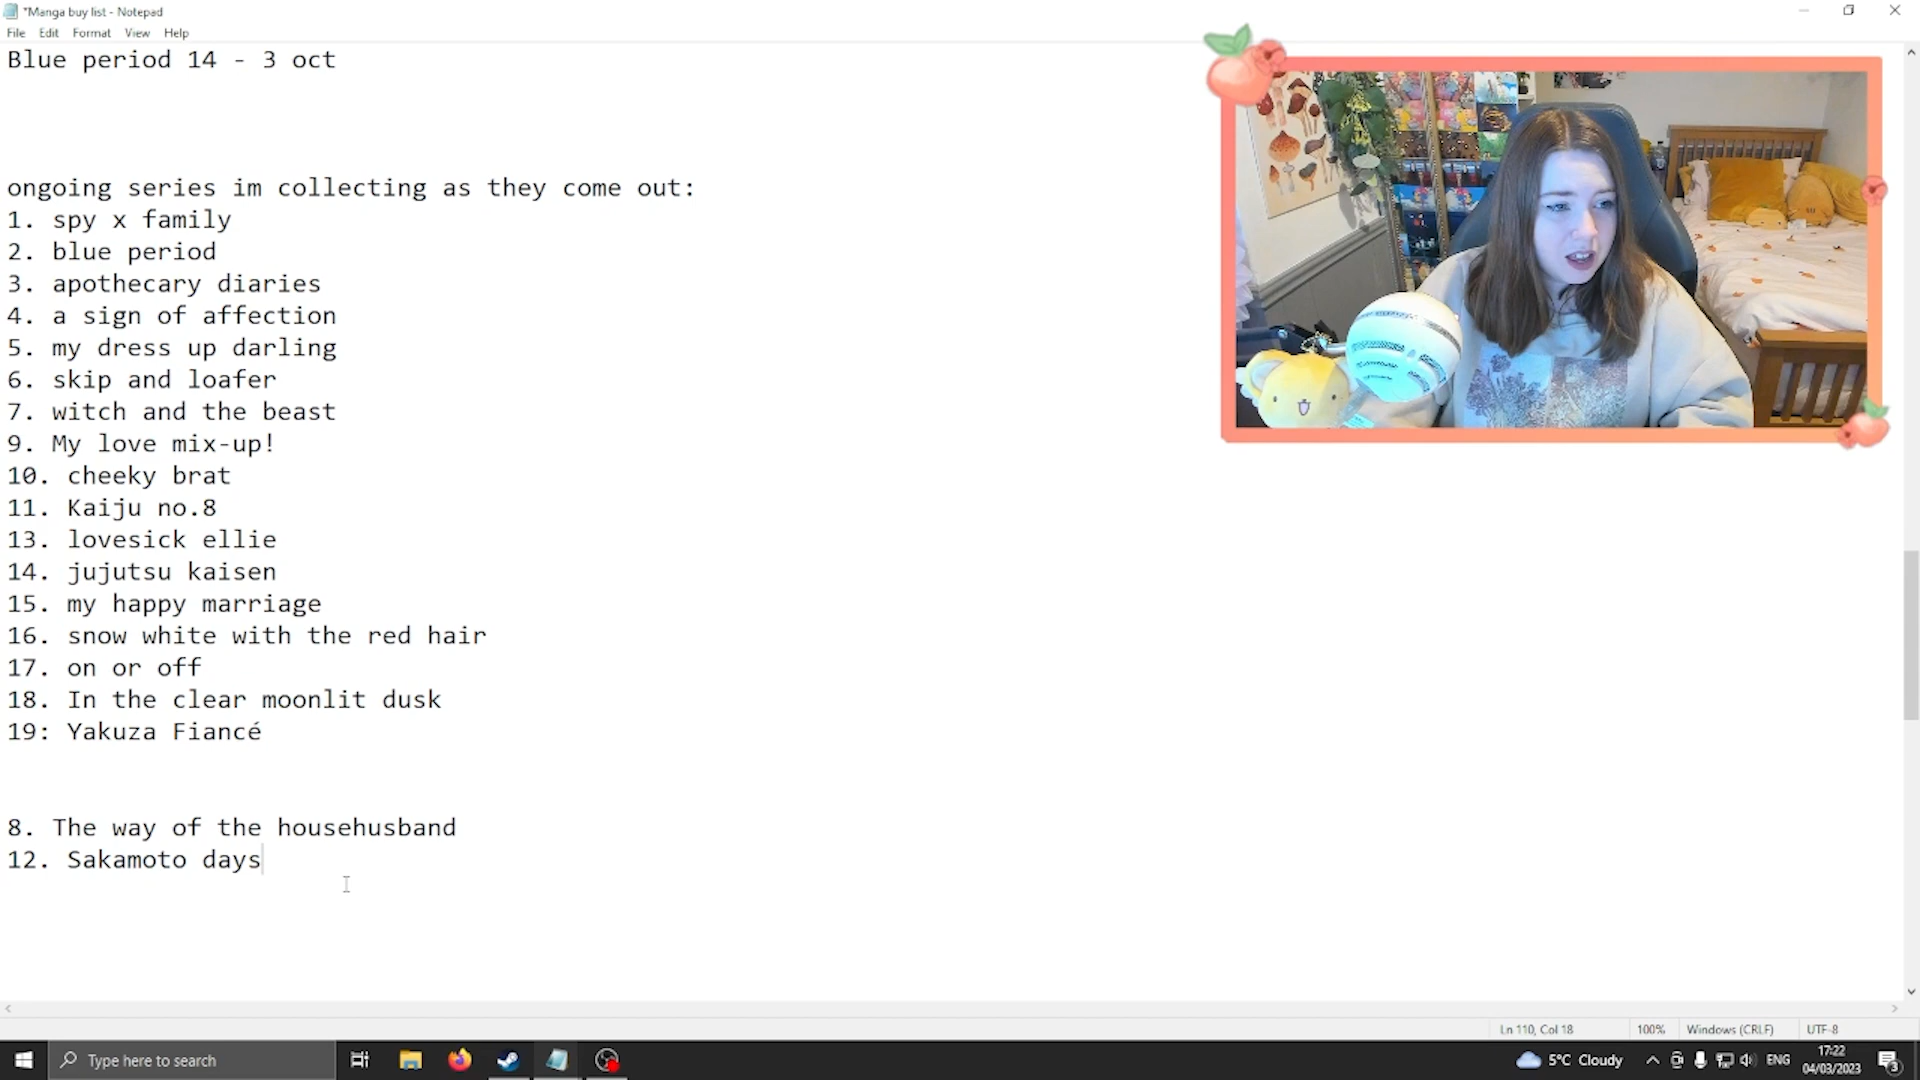 *Manga buy list - Notepad
File Edit Format View Help
Blue period 14 - 3 oct
ongoing series im collecting as they come out:
1. spy x family
2. blue period
3. apothecary diaries
4. a sign of affection
5. my dress up darling
6. skip and loafer
7. witch and the beast
9. My love mix-up!
10. cheeky brat
11. Kaiju no.8
13. lovesick ellie
14. jujutsu kaisen
15. my happy marriage
16. snow white with the red hair
17. on or off
18. In the clear moonlit dusk
19: Yakuza Fiancé
8. The way of the househusband
12. Sakamoto days
Ln 110, Col 18 100% Windows (CRLF) UTF-8
Type here to search
5°C Cloudy
ENG
17:22
04/03/2023
3